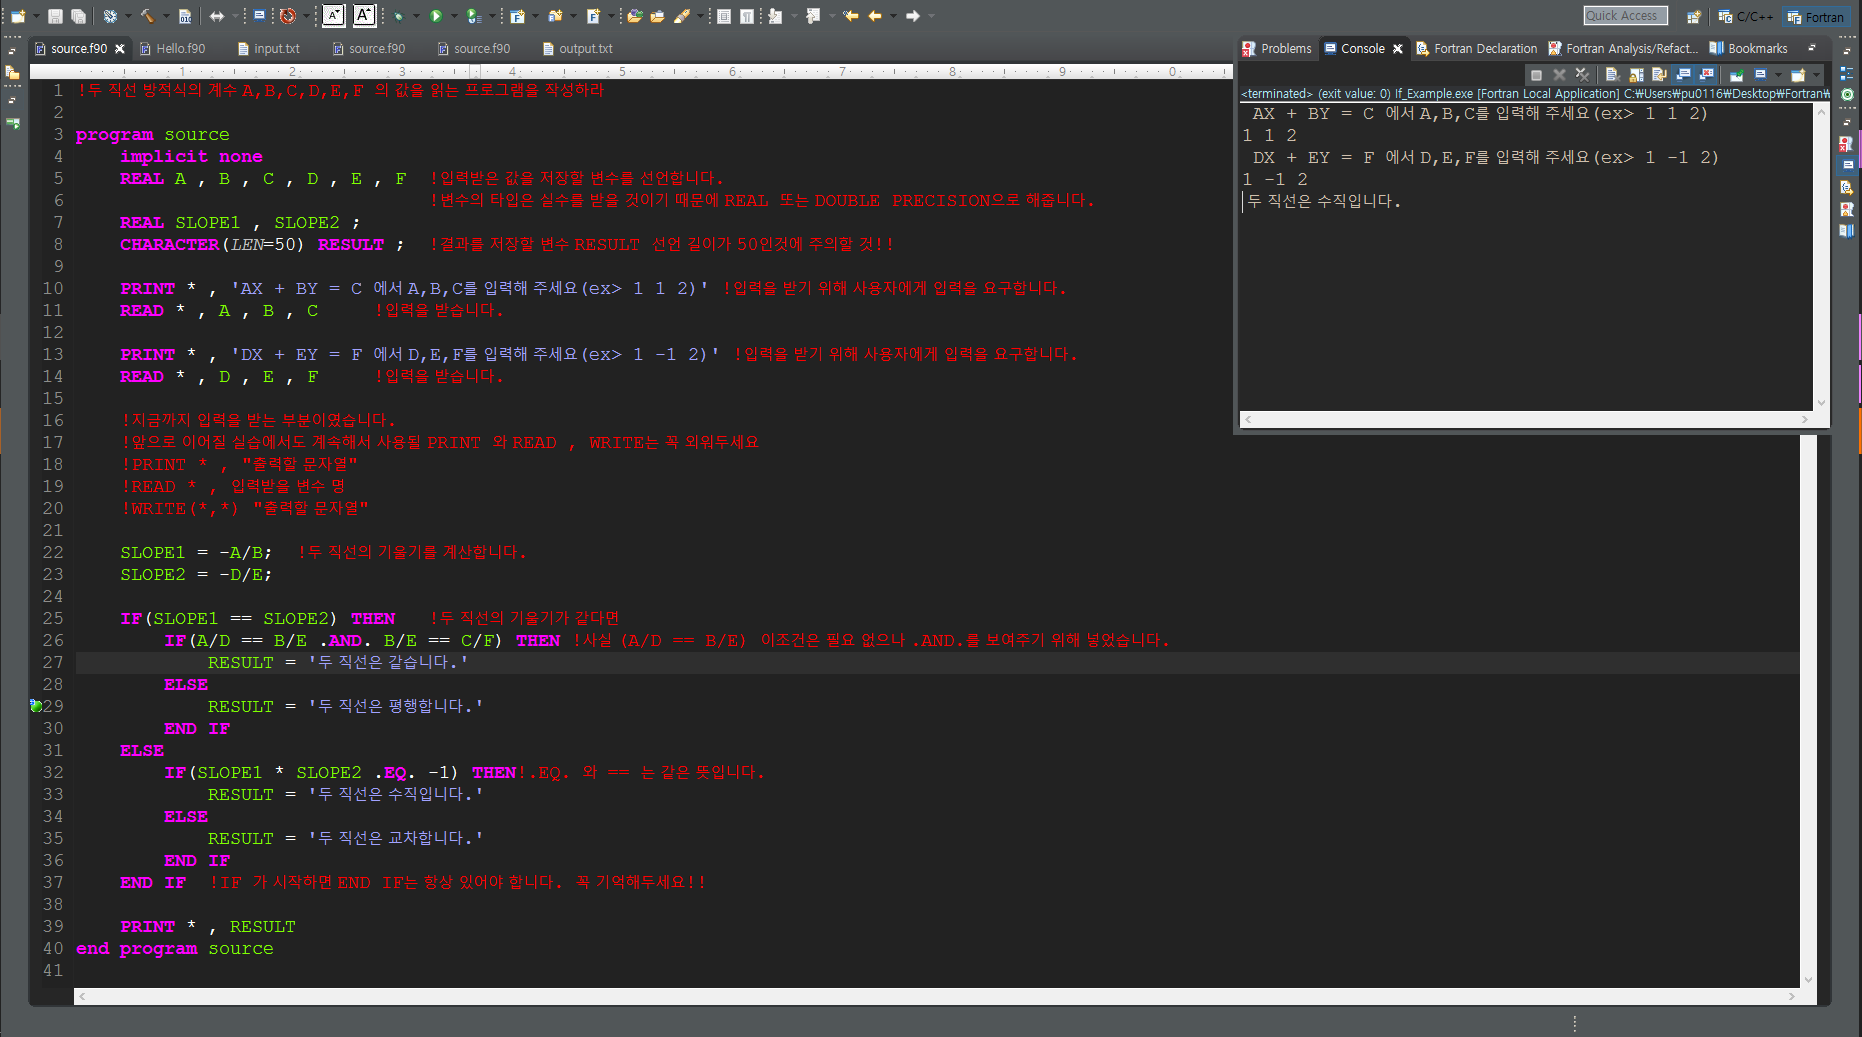 Quick Access
C/C++
Fortran
source.f90
Hello.f90
input.txt
source.f90
source.f90
output.txt
1 2 3 4 5 6 7 8 9 0
1 !두 직선 방적식의 계수 A,B,C,D,E,F 의 값을 읽는 프로그램을 작성하라
2
3 program source
4 implicit none
5 REAL A , B , C , D , E , F !입력받은 값을 저장할 변수를 선언합니다.
6 !변수의 타입은 실수를 받을 것이기 때문에 REAL 또는 DOUBLE PRECISION으로 해줍니다.
7 REAL SLOPE1 , SLOPE2 ;
8 CHARACTER(LEN=50) RESULT ; !결과를 저장할 변수 RESULT 선언 길이가 50인것에 주의할 것!!
9
10 PRINT * , 'AX + BY = C 에서 A,B,C를 입력해 주세요(ex> 1 1 2)' !입력을 받기 위해 사용자에게 입력을 요구합니다.
11 READ * , A , B , C !입력을 받습니다.
12
13 PRINT * , 'DX + EY = F 에서 D,E,F를 입력해 주세요(ex> 1 -1 2)' !입력을 받기 위해 사용자에게 입력을 요구합니다.
14 READ * , D , E , F !입력을 받습니다.
15
16 !지금까지 입력을 받는 부분이였습니다.
17 !앞으로 이어질 실습에서도 계속해서 사용될 PRINT 와 READ , WRITE는 꼭 외워두세요
18 !PRINT * , "출력할 문자열"
19 !READ * , 입력받을 변수 명
20 !WRITE(*,*) "출력할 문자열"
21
22 SLOPE1 = -A/B; !두 직선의 기울기를 계산합니다.
23 SLOPE2 = -D/E;
24
25 IF(SLOPE1 == SLOPE2) THEN !두 직선의 기울기가 같다면
26 IF(A/D == B/E .AND. B/E == C/F) THEN !사실 (A/D == B/E) 이조건은 필요 없으나 .AND.를 보여주기 위해 넣었습니다.
27 RESULT = '두 직선은 같습니다.'
28 ELSE
29 RESULT = '두 직선은 평행합니다.'
30 END IF
31 ELSE
32 IF(SLOPE1 * SLOPE2 .EQ. -1) THEN!.EQ. 와 == 는 같은 뜻입니다.
33 RESULT = '두 직선은 수직입니다.'
34 ELSE
35 RESULT = '두 직선은 교차합니다.'
36 END IF
37 END IF !IF 가 시작하면 END IF는 항상 있어야 합니다. 꼭 기억해두세요!!
38
39 PRINT * , RESULT
40 end program source
41
Problems
Console
Fortran Declaration
Fortran Analysis/Refact...
Bookmarks
<terminated> (exit value: 0) If_Example.exe [Fortran Local Application] C:₩Users₩pu0116₩Desktop₩Fortran₩
AX + BY = C 에서 A,B,C를 입력해 주세요(ex> 1 1 2)
1 1 2
DX + EY = F 에서 D,E,F를 입력해 주세요(ex> 1 -1 2)
1 -1 2
두 직선은 수직입니다.